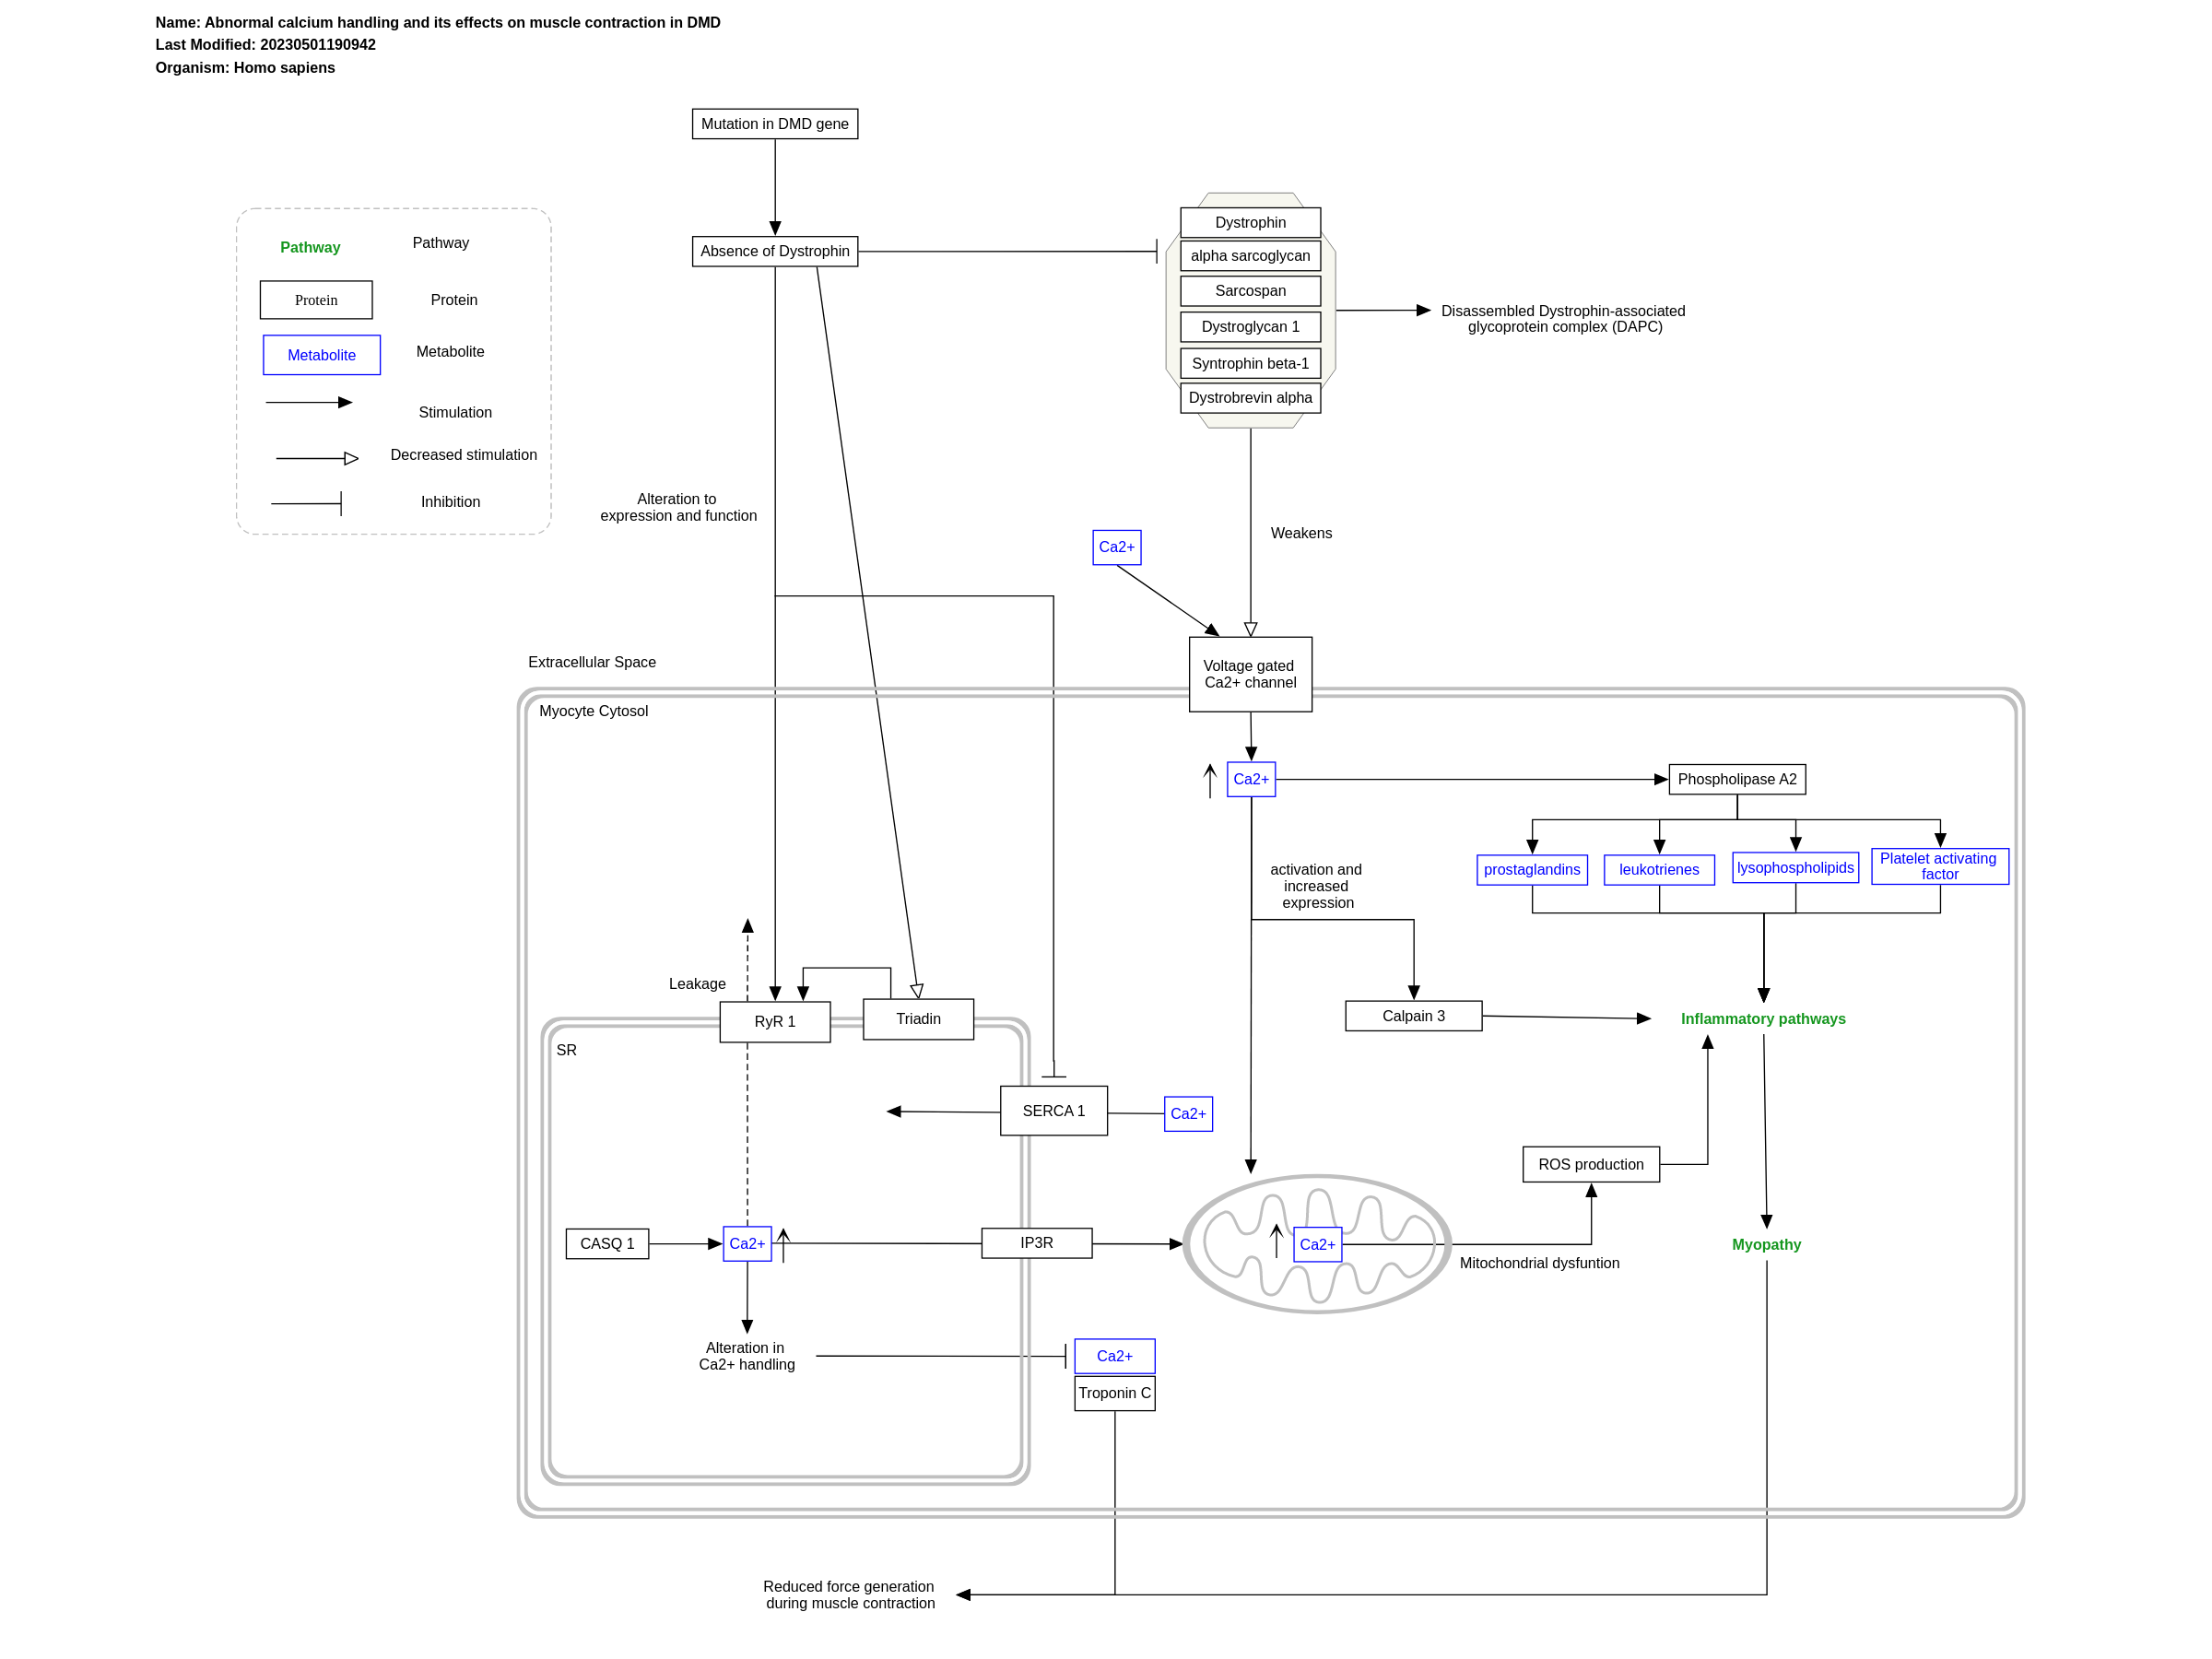 Name: Abnormal calcium handling and its effects on muscle contraction in DMD
Last Modified: 20230501190942
Organism: Homo sapiens
Mutation in DMD gene
Absence of Dystrophin
Pathway
Pathway
Protein
Protein
Metabolite
Metabolite
Stimulation
Decreased stimulation
Inhibition
Dystrophin
alpha sarcoglycan
Sarcospan
Dystroglycan 1
Syntrophin beta-1
Dystrobrevin alpha
Disassembled Dystrophin-associated
glycoprotein complex (DAPC)
Alteration to
expression and function
Weakens
Ca2+
Extracellular Space
Voltage gated
Ca2+ channel
Myocyte Cytosol
Ca2+
Phospholipase A2
prostaglandins
leukotrienes
lysophospholipids
Platelet activating
factor
activation and
increased
expression
Leakage
RyR 1
Triadin
Calpain 3
Inflammatory pathways
SR
SERCA 1
Ca2+
ROS production
CASQ 1
Ca2+
IP3R
Ca2+
Mitochondrial dysfuntion
Myopathy
Alteration in
Ca2+ handling
Ca2+
Troponin C
Reduced force generation
during muscle contraction